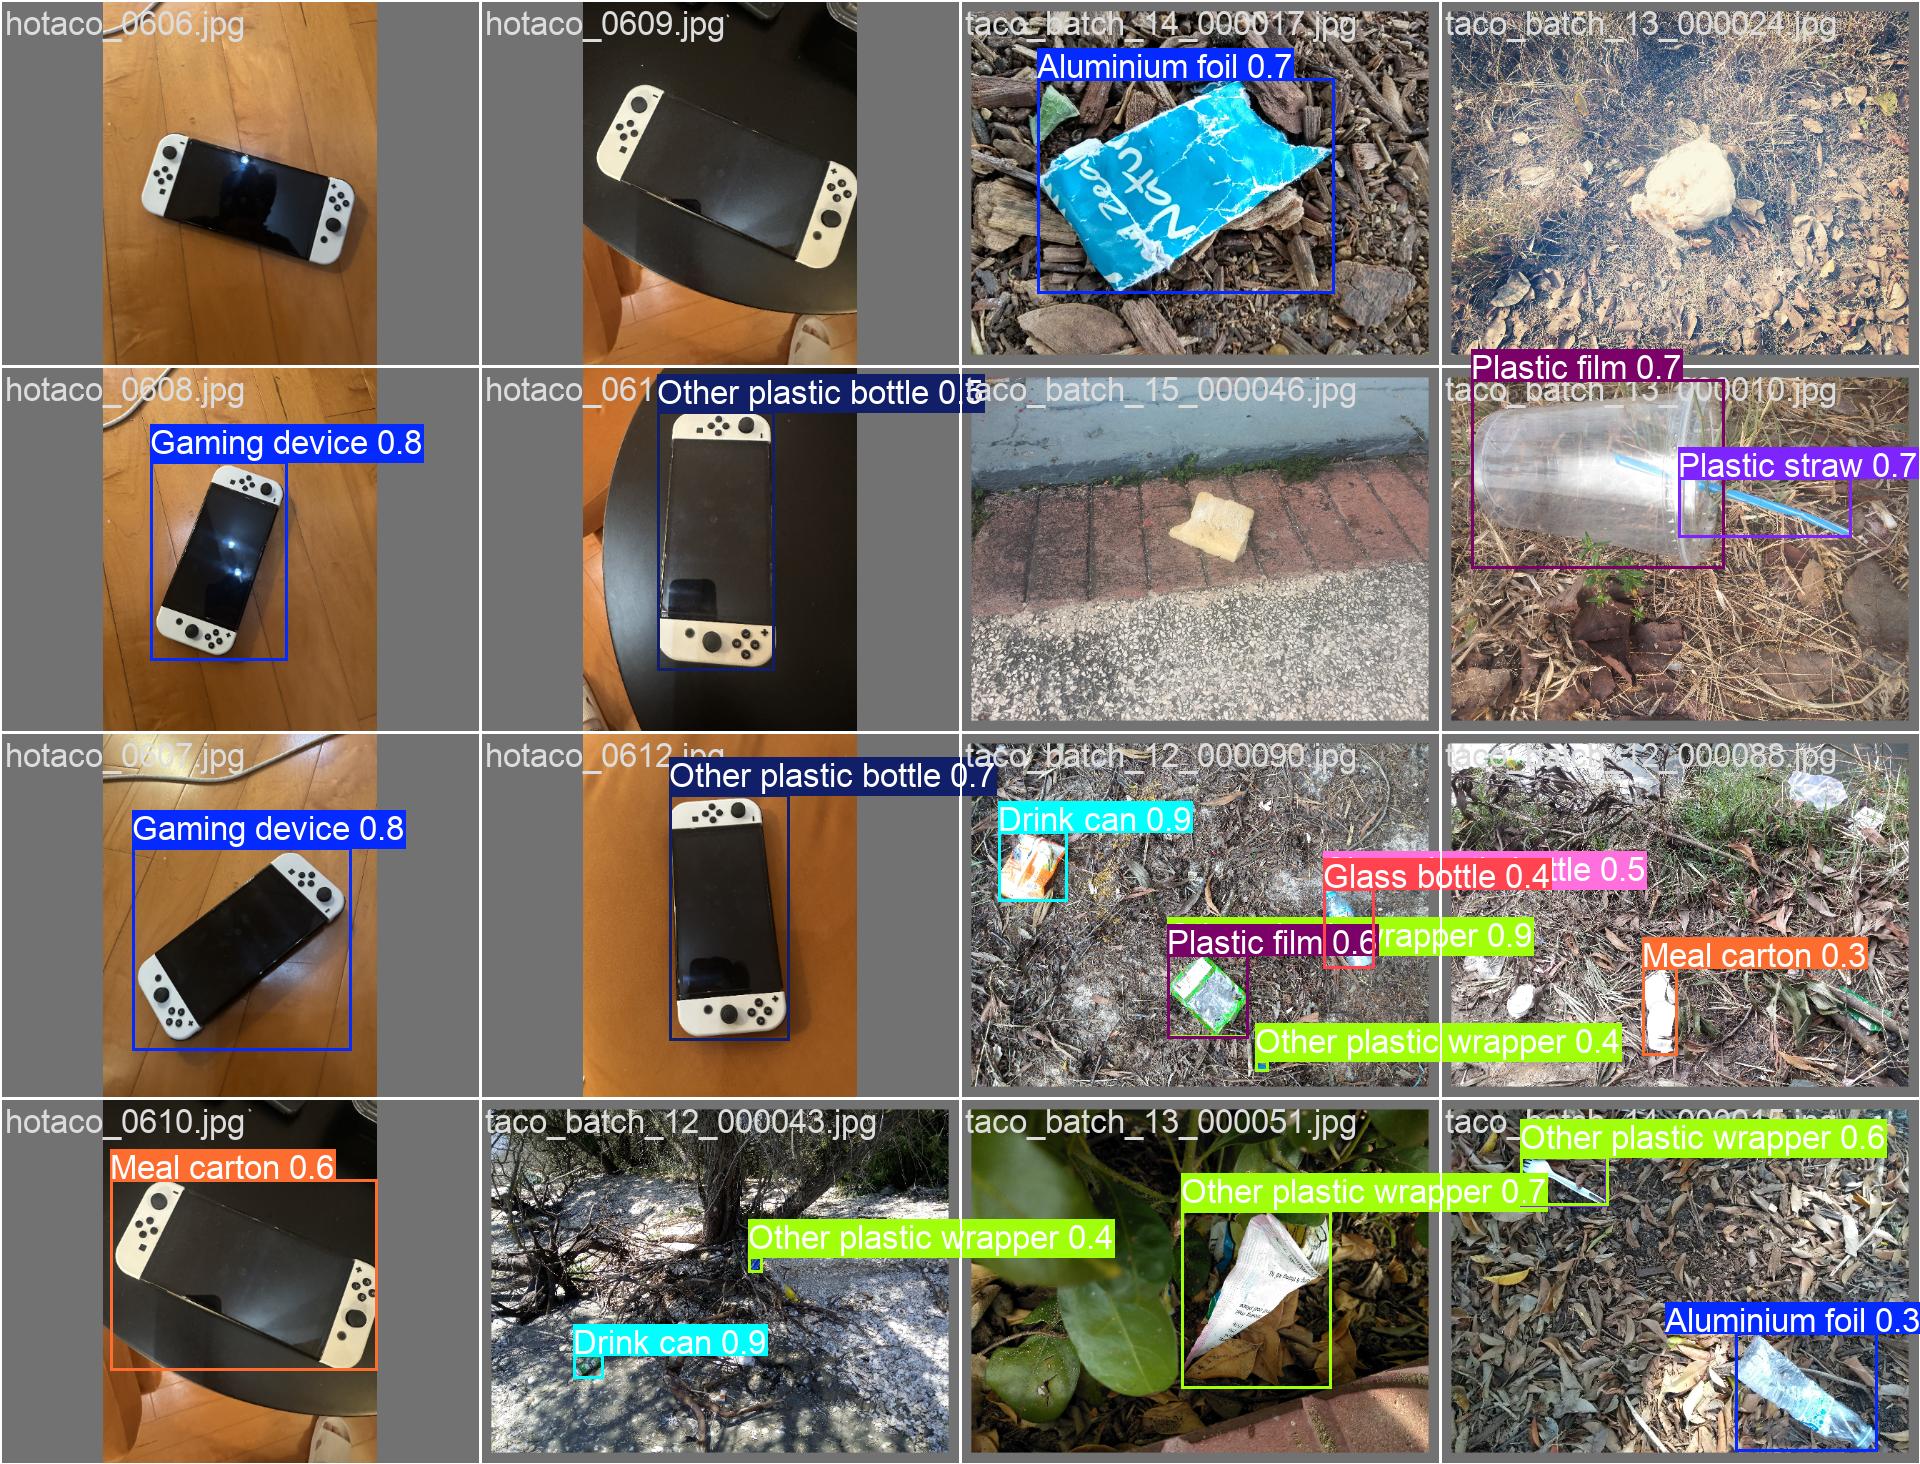 hotaco_0606.jpg
hotaco_0609.jpg
taco_batch_14_000017.jpg
taco_batch_13_000024.jpg
Aluminium foil 0.7
Zeal
Natu
hotaco_0608.jpg
hotaco_061
Other plastic bottle 0.5
taco_batch_15_000046.jpg
Plastic film 0.7
taco_batch_13_000010.jpg
Gaming device 0.8
Plastic straw 0.7
hotaco_0607.jpg
hotaco_0612.jpg
Other plastic bottle 0.7
taco_batch_12_000090.jpg
taco_batch_12_000088.jpg
Gaming device 0.8
Drink can 0.9
Glass bottle 0.4
ttle 0.5
Plastic film 0.6
rapper 0.9
Meal carton 0.3
Other plastic wrapper 0.4
hotaco_0610.jpg
taco_batch_12_000043.jpg
taco_batch_13_000051.jpg
taco_
Meal carton 0.6
Other plastic wrapper 0.6
Other plastic wrapper 0.7
Other plastic wrapper 0.4
Drink can 0.9
Aluminium foil 0.3